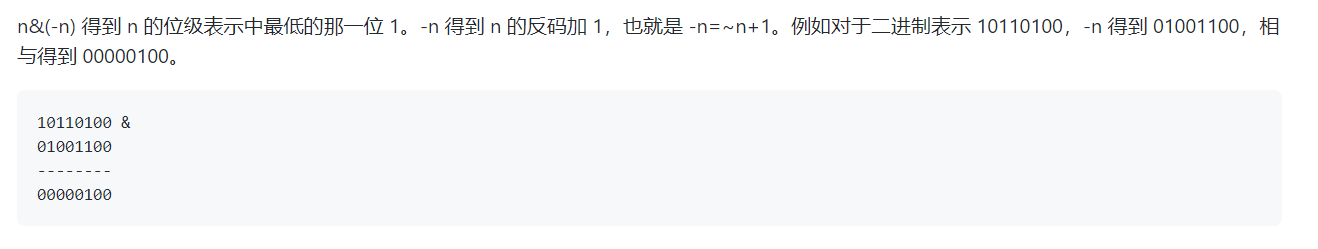 n&(-n) 得到 n 的位级表示中最低的那一位 1。-n 得到 n 的反码加 1，也就是 -n=~n+1。例如对于二进制表示 10110100，-n 得到 01001100，相
与得到 00000100。
10110100 &
01001100
--------
00000100